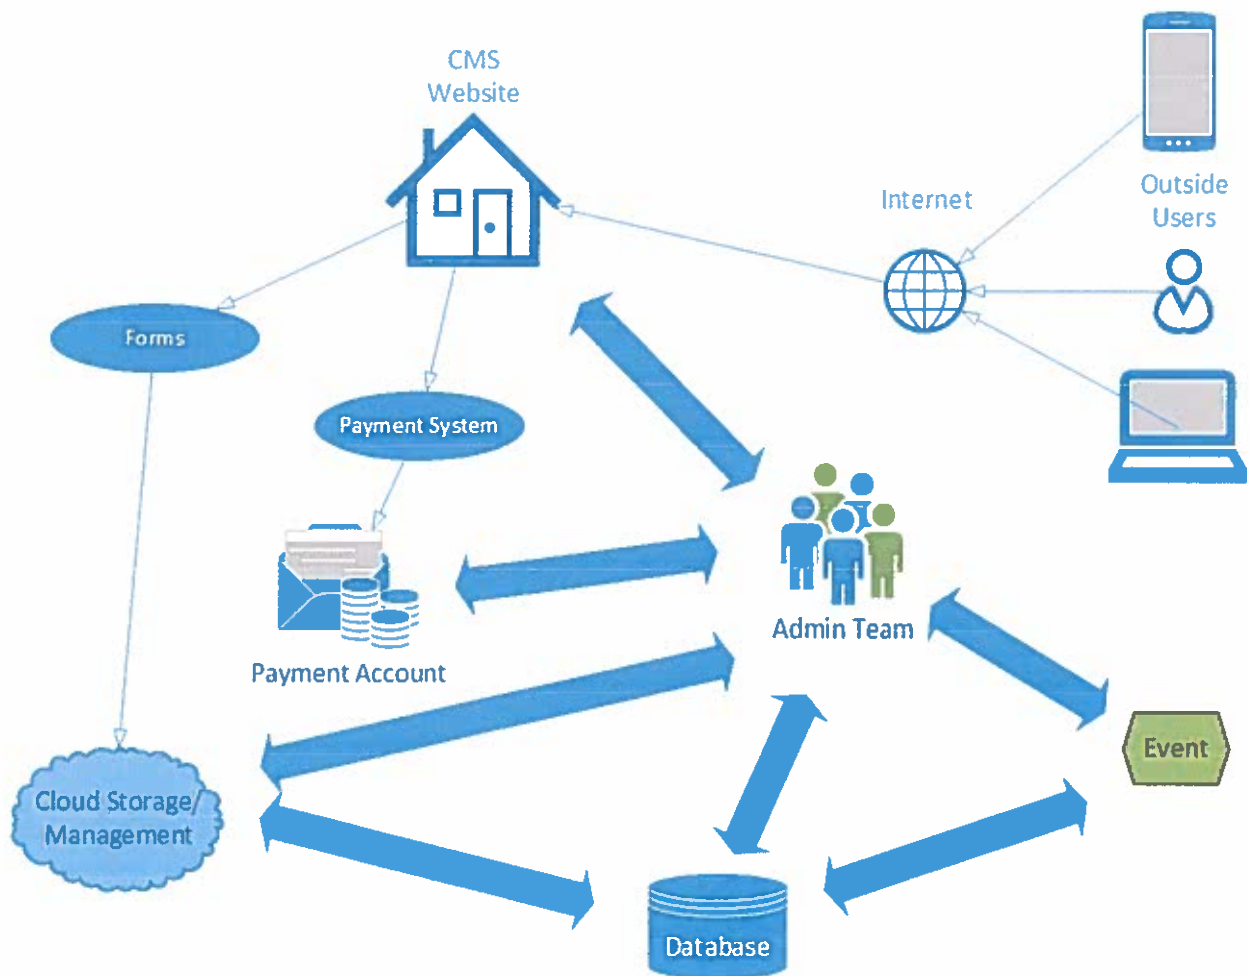 CMS
Website
Internet
Outside
Users
Forms
Payment System
Admin Team
Payment Account
Event
Cloud Storage/
Management
Database